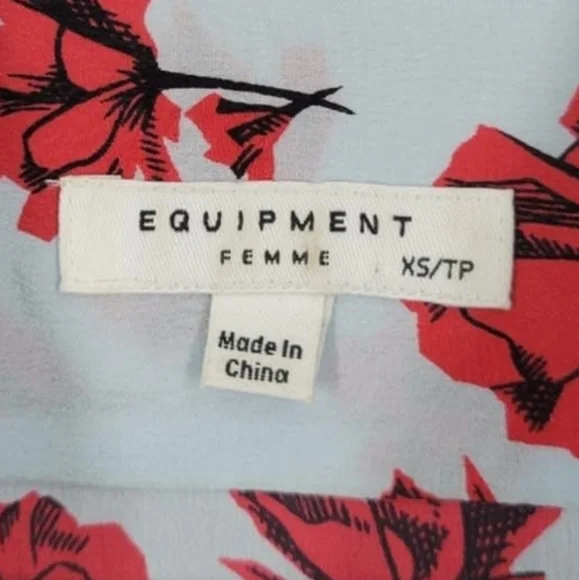 EQUIPMENT
FEMME
XS/TP
Made In
China